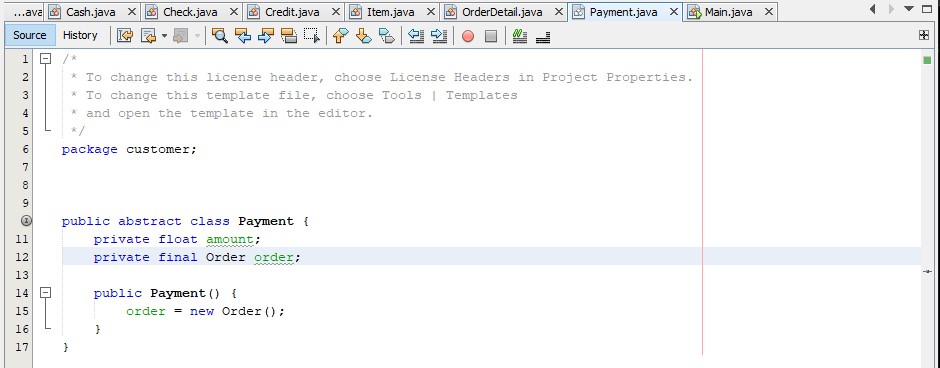 ...ava Cash.java Check.java Credit.java Item.java OrderDetail.java Payment.java Main.java
Source History
1 /*
2 * To change this license header, choose License Headers in Project Properties.
3 * To change this template file, choose Tools | Templates
4 * and open the template in the editor.
5 */
6 package customer;
7
8
9
public abstract class Payment {
11 private float amount;
12 private final Order order;
13
14 public Payment() {
15 order = new Order();
16 }
17 }